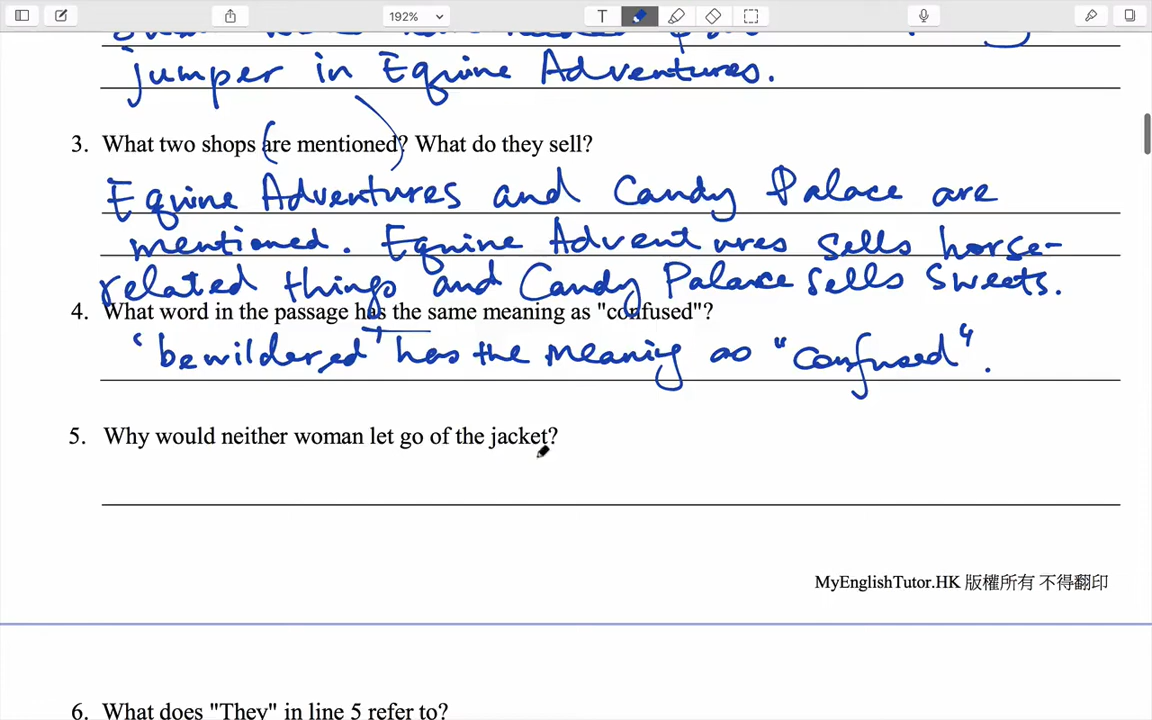 192%
T
jumper in Equine Adventures.
3. What two shops are mentioned? What do they sell?
Equine Adventures and Candy Palace are
mentioned. Equine Adventures sells horse-
related things and Candy Palace sells sweets.
4. What word in the passage has the same meaning as "confused"?
"bewildered" has the meaning as "confused".
5. Why would neither woman let go of the jacket?
MyEnglishTutor.HK 版權所有 不得翻印
6. What does "They" in line 5 refer to?